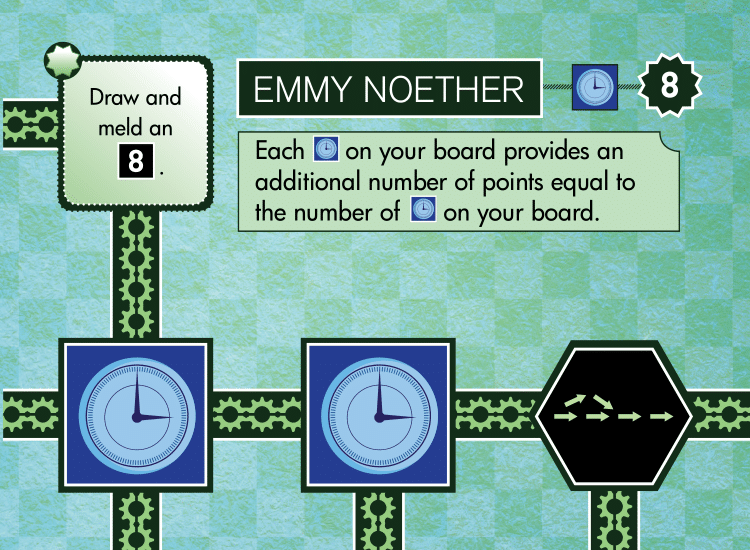 Draw and
meld an
8 .
EMMY NOETHER
8
Each on your board provides an
additional number of points equal to
the number of on your board.